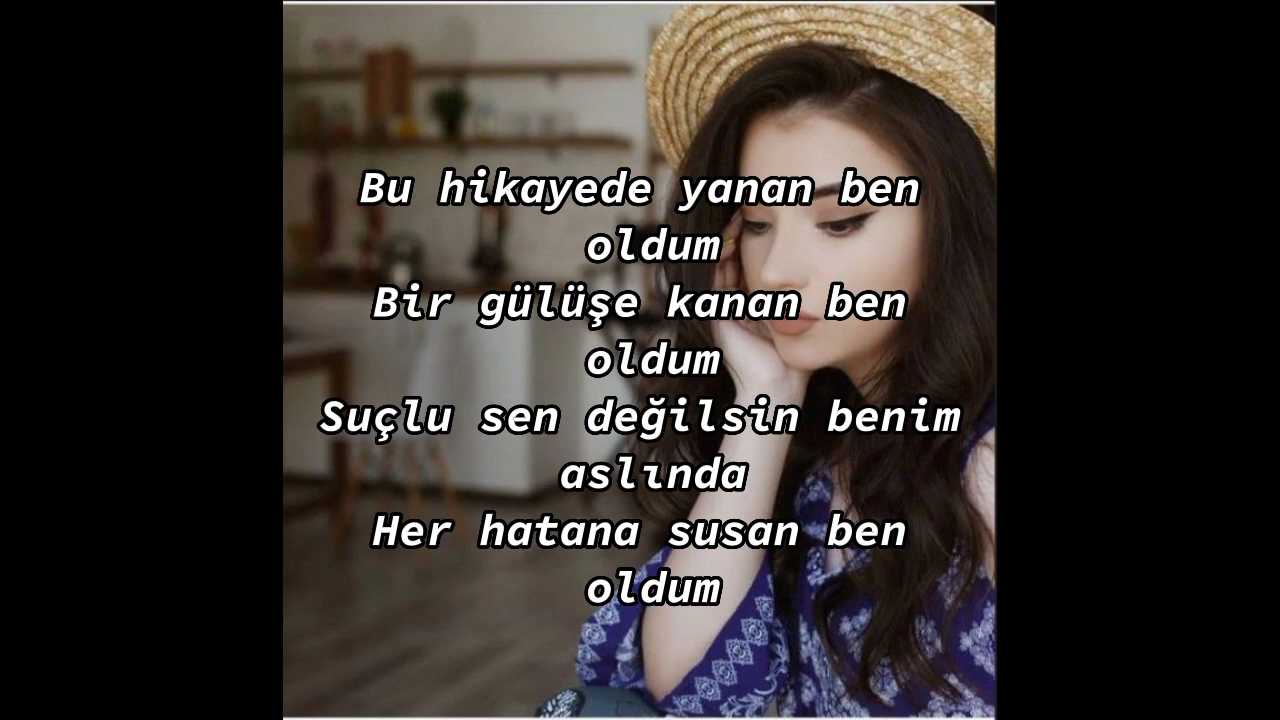 Bu hikayede yanan ben
oldum
Bir gülüşe kanan ben
oldum
Suçlu sen değilsin benim
aslında
Her hatana susan ben
oldum